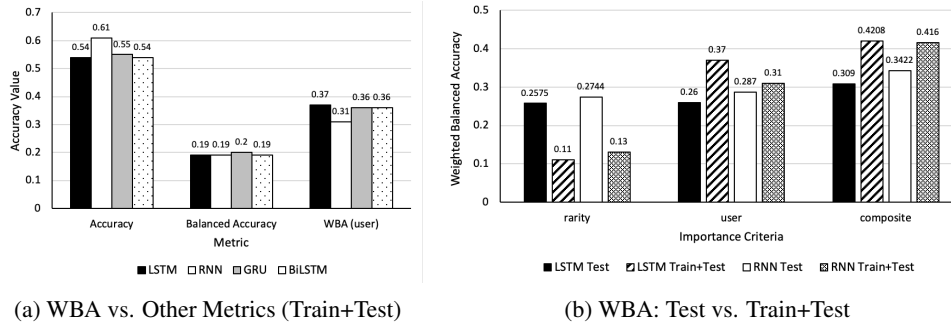 0.7
0.6
0.5
0.4
0.3
0.2
0.1
0
Accuracy Value
0.54 0.61 0.55 0.54
0.19 0.19 0.2 0.19
0.37 0.31 0.36 0.36
Accuracy Balanced Accuracy WBA (user)
Metric
LSTM RNN GRU BiLSTM
(a) WBA vs. Other Metrics (Train+Test)
0.5
0.4
0.3
0.2
0.1
0
Weighted Balanced Accuracy
0.2575 0.11 0.2744 0.13
0.26 0.37 0.287 0.31
0.309 0.4208 0.3422 0.416
rarity user composite
Importance Criteria
LSTM Test LSTM Train+Test RNN Test RNN Train+Test
(b) WBA: Test vs. Train+Test